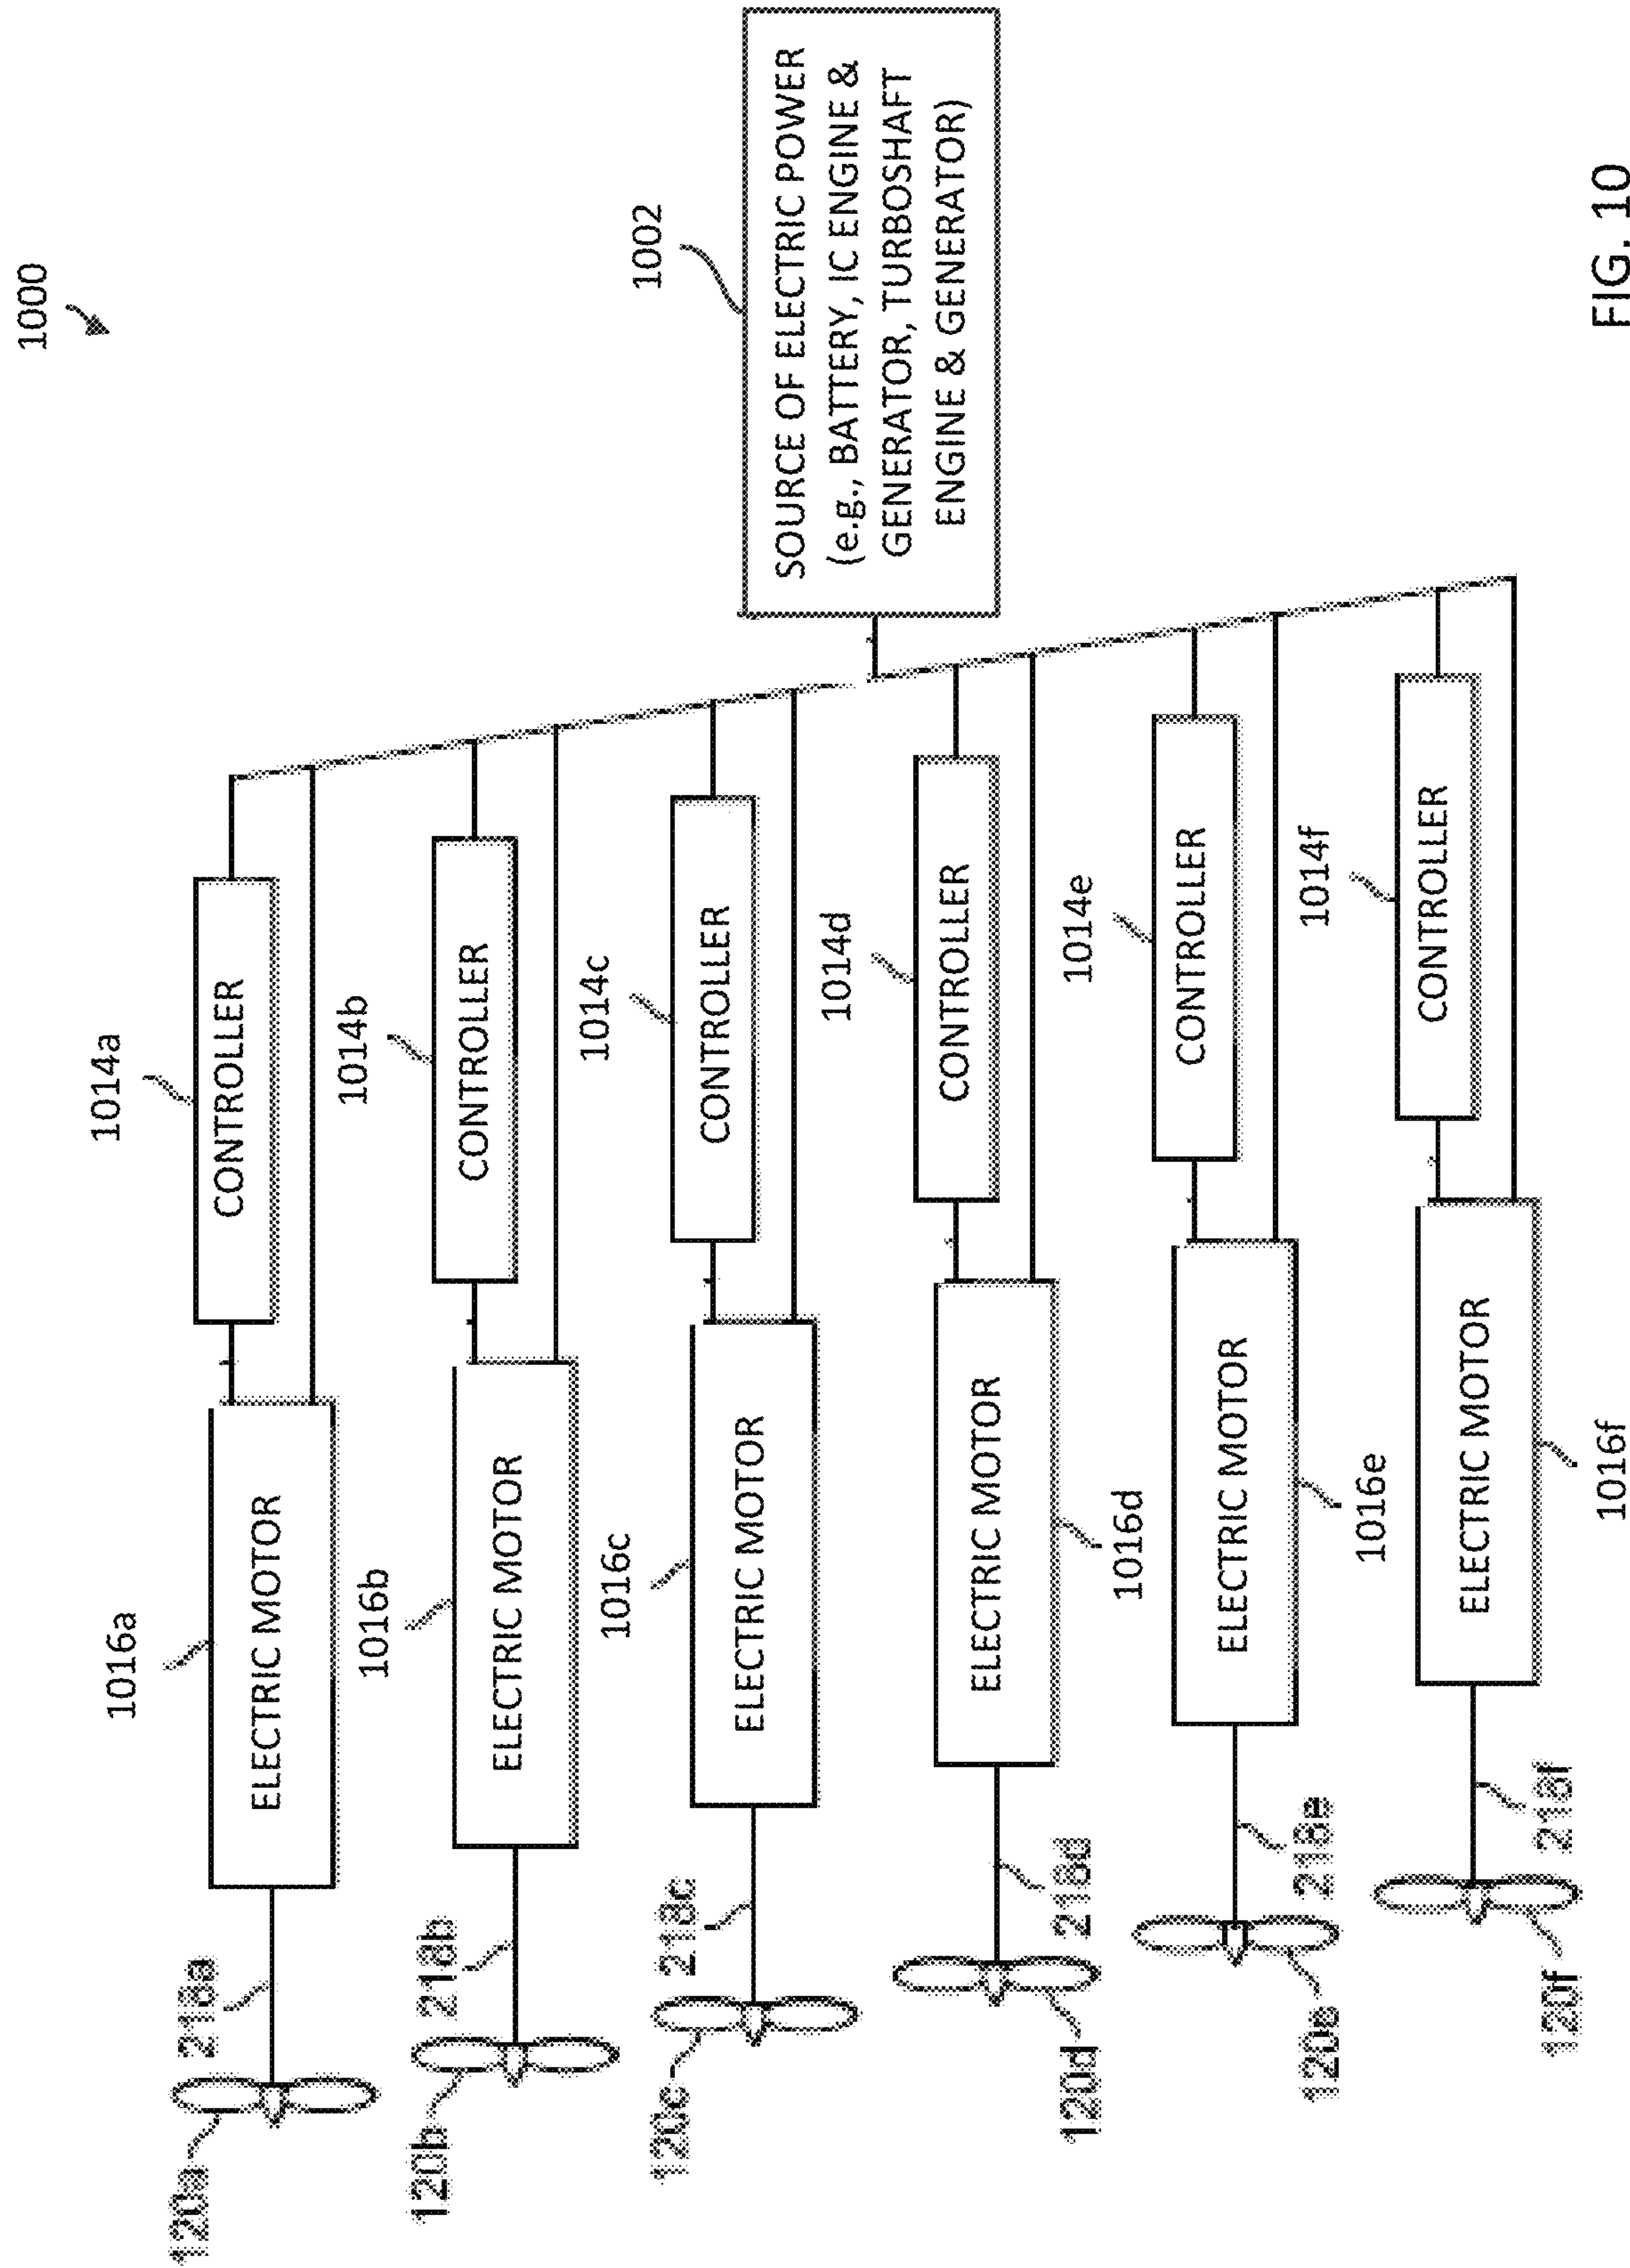 1000
120a
218a
1016a
ELECTRIC MOTOR
1014a
CONTROLLER
120b
218b
1016b
ELECTRIC MOTOR
1014b
CONTROLLER
120c
218c
1016c
ELECTRIC MOTOR
1014c
CONTROLLER
1002
SOURCE OF ELECTRIC POWER
(e.g., BATTERY, IC ENGINE &
GENERATOR, TURBOSHAFT
ENGINE & GENERATOR)
120d
218d
1016d
ELECTRIC MOTOR
1014d
CONTROLLER
120e
218e
1016e
ELECTRIC MOTOR
1014e
CONTROLLER
120f
218f
1016f
ELECTRIC MOTOR
1014f
CONTROLLER
FIG. 10